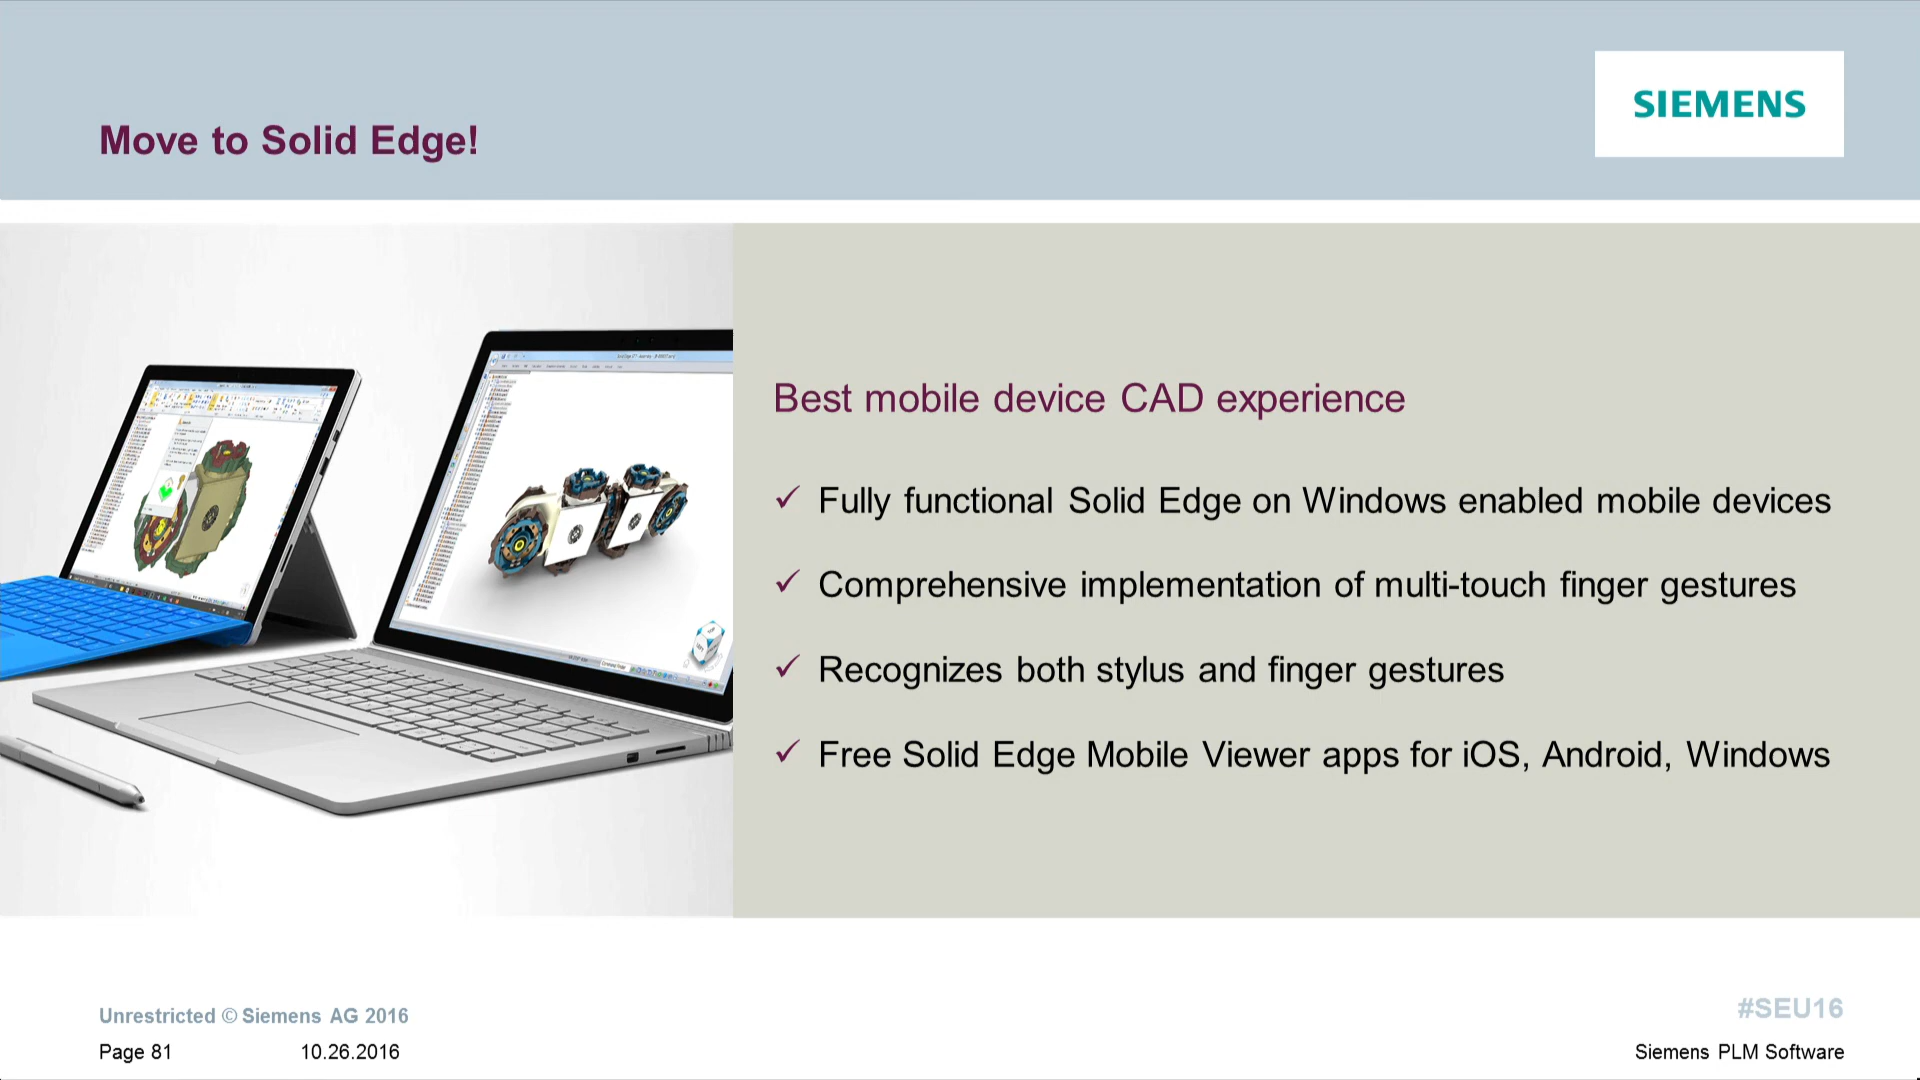 SIEMENS
Move to Solid Edge!
Best mobile device CAD experience
✓ Fully functional Solid Edge on Windows enabled mobile devices
✓ Comprehensive implementation of multi-touch finger gestures
✓ Recognizes both stylus and finger gestures
✓ Free Solid Edge Mobile Viewer apps for iOS, Android, Windows
Unrestricted © Siemens AG 2016
#SEU16
Page 81
10.26.2016
Siemens PLM Software